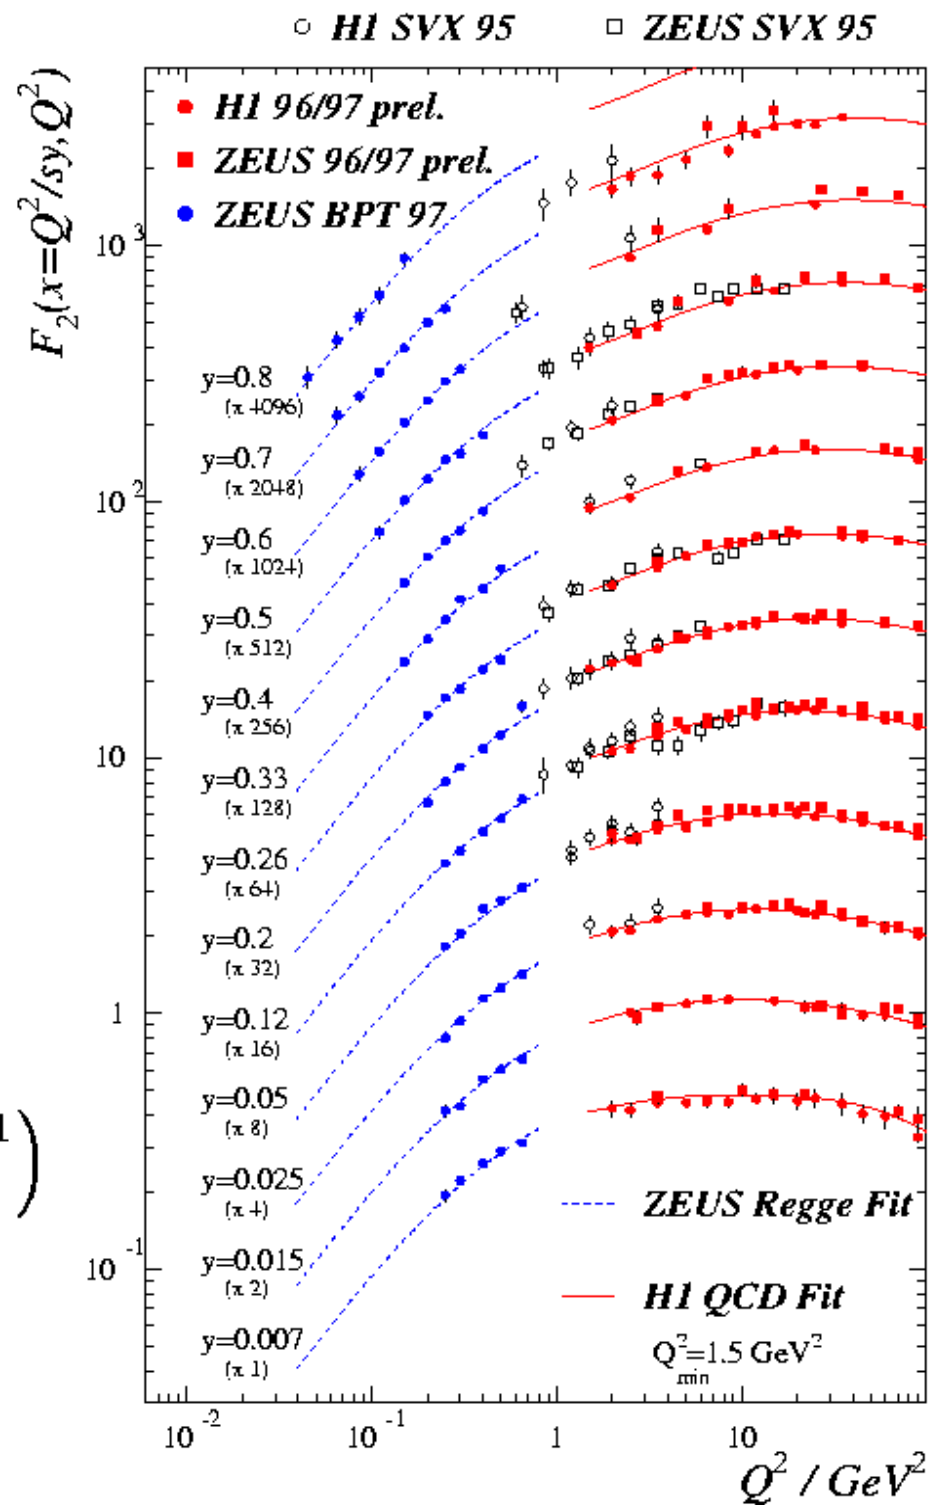 H1 SVX 95 ZEUS SVX 95
F2(x=Q²/sy,Q²)
H1 96/97 prel.
ZEUS 96/97 prel.
ZEUS BPT 97
10³
10²
10
1
10⁻¹
y=0.8
(x 4096)
y=0.7
(x 2048)
y=0.6
(x 1024)
y=0.5
(x 512)
y=0.4
(x 256)
y=0.33
(x 128)
y=0.26
(x 64)
y=0.2
(x 32)
y=0.12
(x 16)
y=0.05
(x 8)
y=0.025
(x 4)
y=0.015
(x 2)
y=0.007
(x 1)
1)
ZEUS Regge Fit
H1 QCD Fit
Q²min=1.5 GeV²
10⁻² 10⁻¹ 1 10
Q² / GeV²